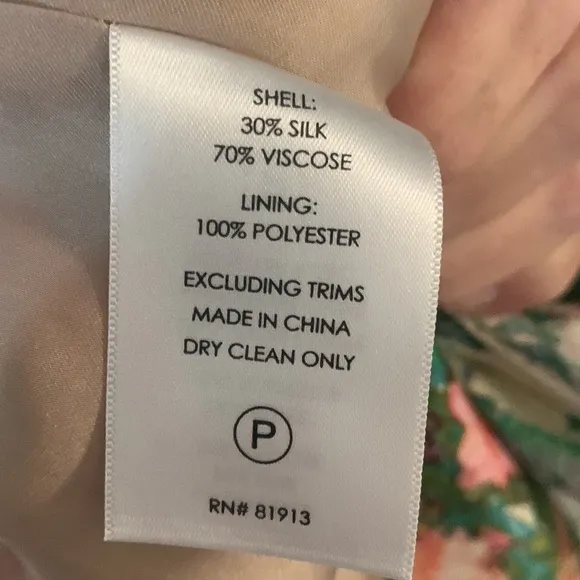 SHELL:
30% SILK
70% VISCOSE
LINING:
100% POLYESTER
EXCLUDING TRIMS
MADE IN CHINA
DRY CLEAN ONLY
P
RN# 81913